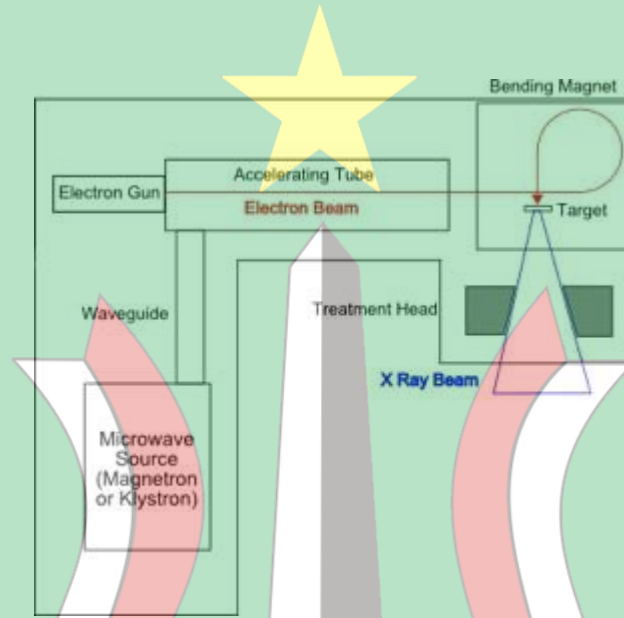 Bending Magnet
Accelerating Tube
Electron Gun
Electron Beam
Target
Waveguide
Treatment Head
X Ray Beam
Microwave
Source
(Magnetron
or Klystron)